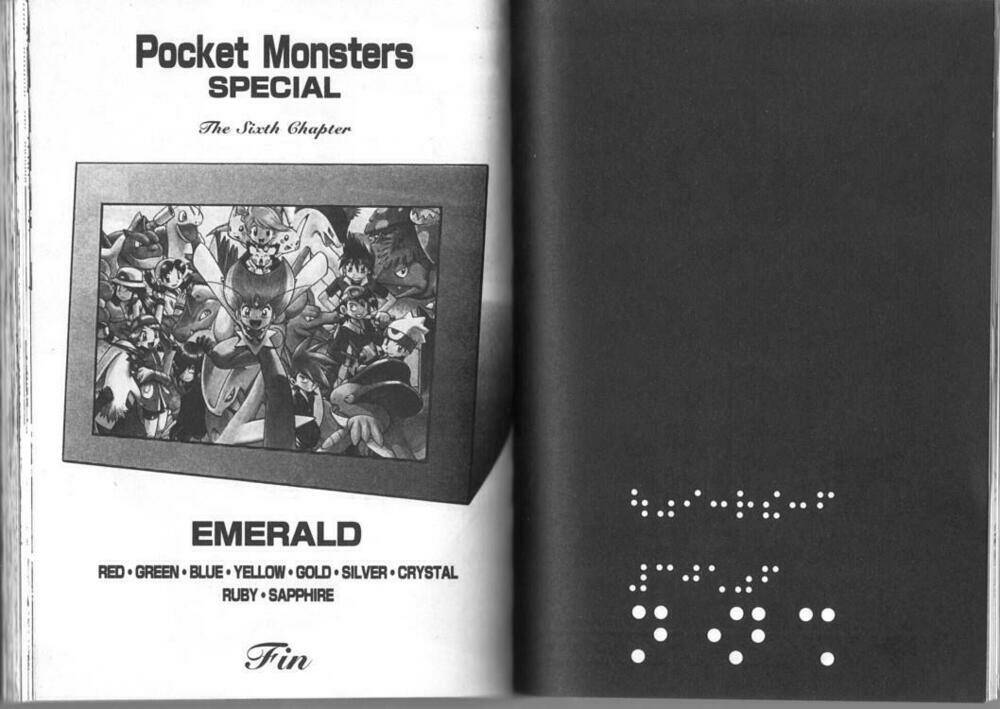 Pocket Monsters
SPECIAL
The Sixth Chapter
EMERALD
RED • GREEN • BLUE • YELLOW • GOLD • SILVER • CRYSTAL
RUBY • SAPPHIRE
Fin